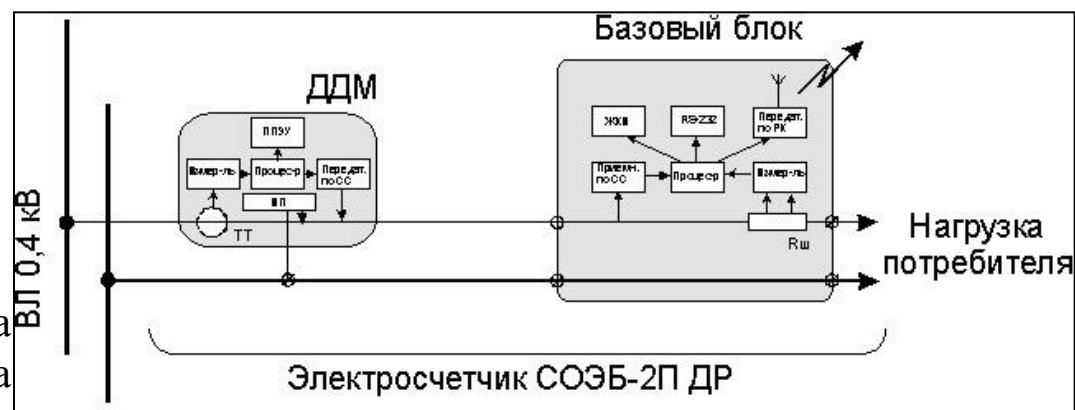 Базовый блок
ДДМ
ППЗУ
Измер-ль
Процес-р
Передат.
по СС
ИП
ТТ
ЖКИ
RS-232
Передат.
по РК
Приемн.
по СС
Процес-р
Измер-ль
Rш
Нагрузка
потребителя
ВЛ 0,4 кВ
а
а
Электросчетчик СОЭБ-2П ДР